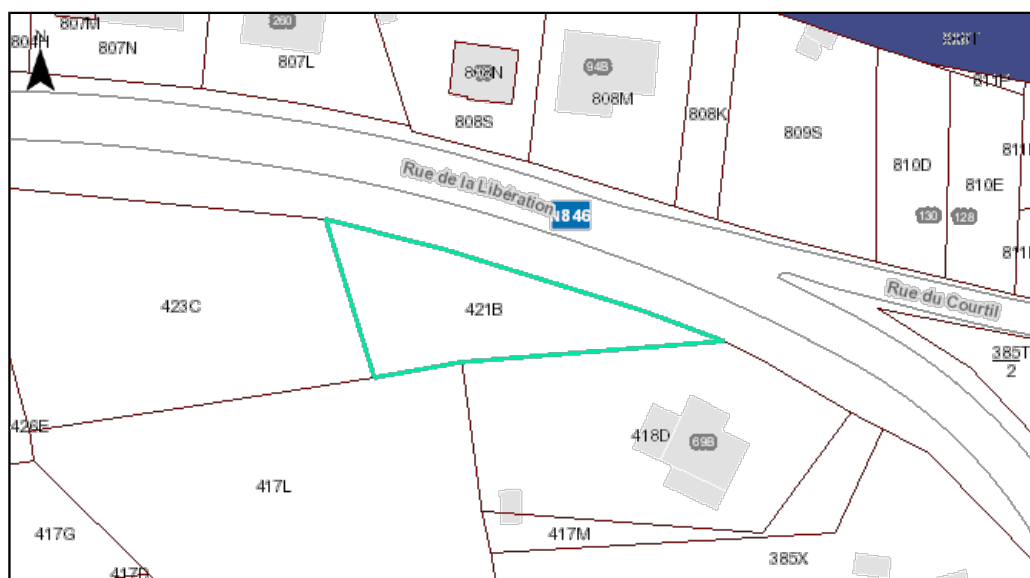 807M
260
804H
N
807N
807L
808N
94B
808M
808S
808K
809S
810D
810E
130
128
Rue de la Libération
N846
Rue du Courtil
423C
421B
385T
2
426E
418D
69B
417L
417G
417M
385X